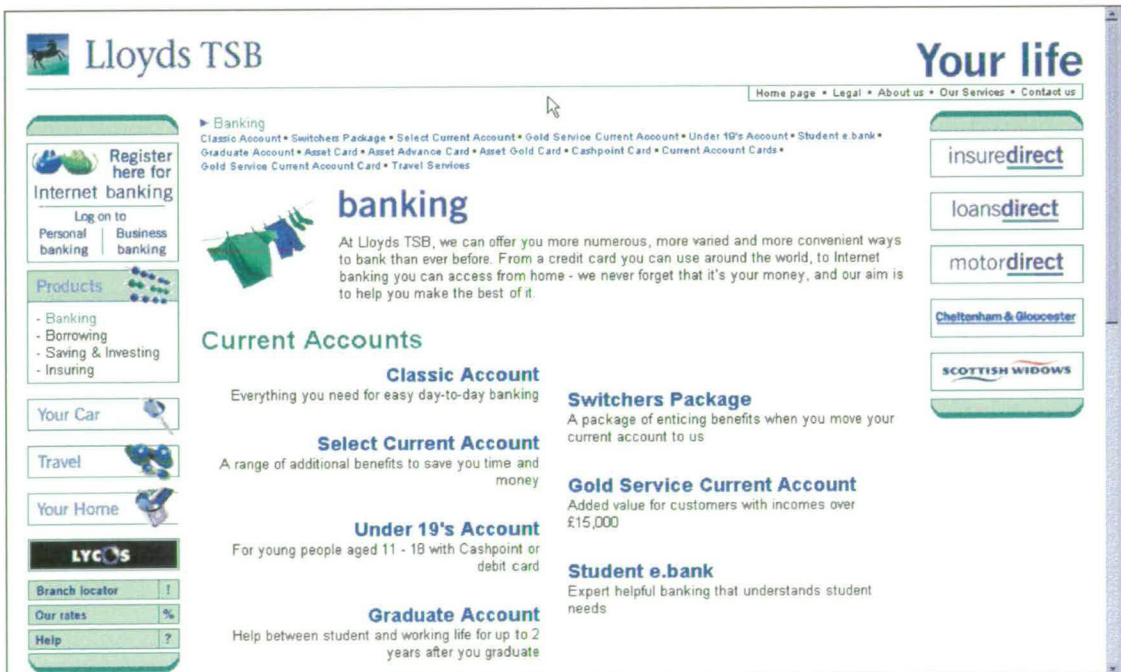 Lloyds TSB
Your life
Home page • Legal • About us • Our Services • Contact us
Register
here for
Internet banking
Log on to
Personal
banking
Business
banking
Products
- Banking
- Borrowing
- Saving & Investing
- Insuring
Your Car
Travel
Your Home
LYCOS
Branch locator !
Our rates %
Help ?
► Banking
Classic Account • Switchers Package • Select Current Account • Gold Service Current Account • Under 19's Account • Student e.bank •
Graduate Account • Asset Card • Asset Advance Card • Asset Gold Card • Cashpoint Card • Current Account Cards •
Gold Service Current Account Card • Travel Services
banking
At Lloyds TSB, we can offer you more numerous, more varied and more convenient ways
to bank than ever before. From a credit card you can use around the world, to Internet
banking you can access from home - we never forget that it's your money, and our aim is
to help you make the best of it.
Current Accounts
Classic Account
Everything you need for easy day-to-day banking
Switchers Package
A package of enticing benefits when you move your
current account to us
Select Current Account
A range of additional benefits to save you time and
money
Gold Service Current Account
Added value for customers with incomes over
£15,000
Under 19's Account
For young people aged 11 - 18 with Cashpoint or
debit card
Student e.bank
Expert helpful banking that understands student
needs
Graduate Account
Help between student and working life for up to 2
years after you graduate
insuredirect
loansdirect
motordirect
Cheltenham & Gloucester
SCOTTISH WIDOWS